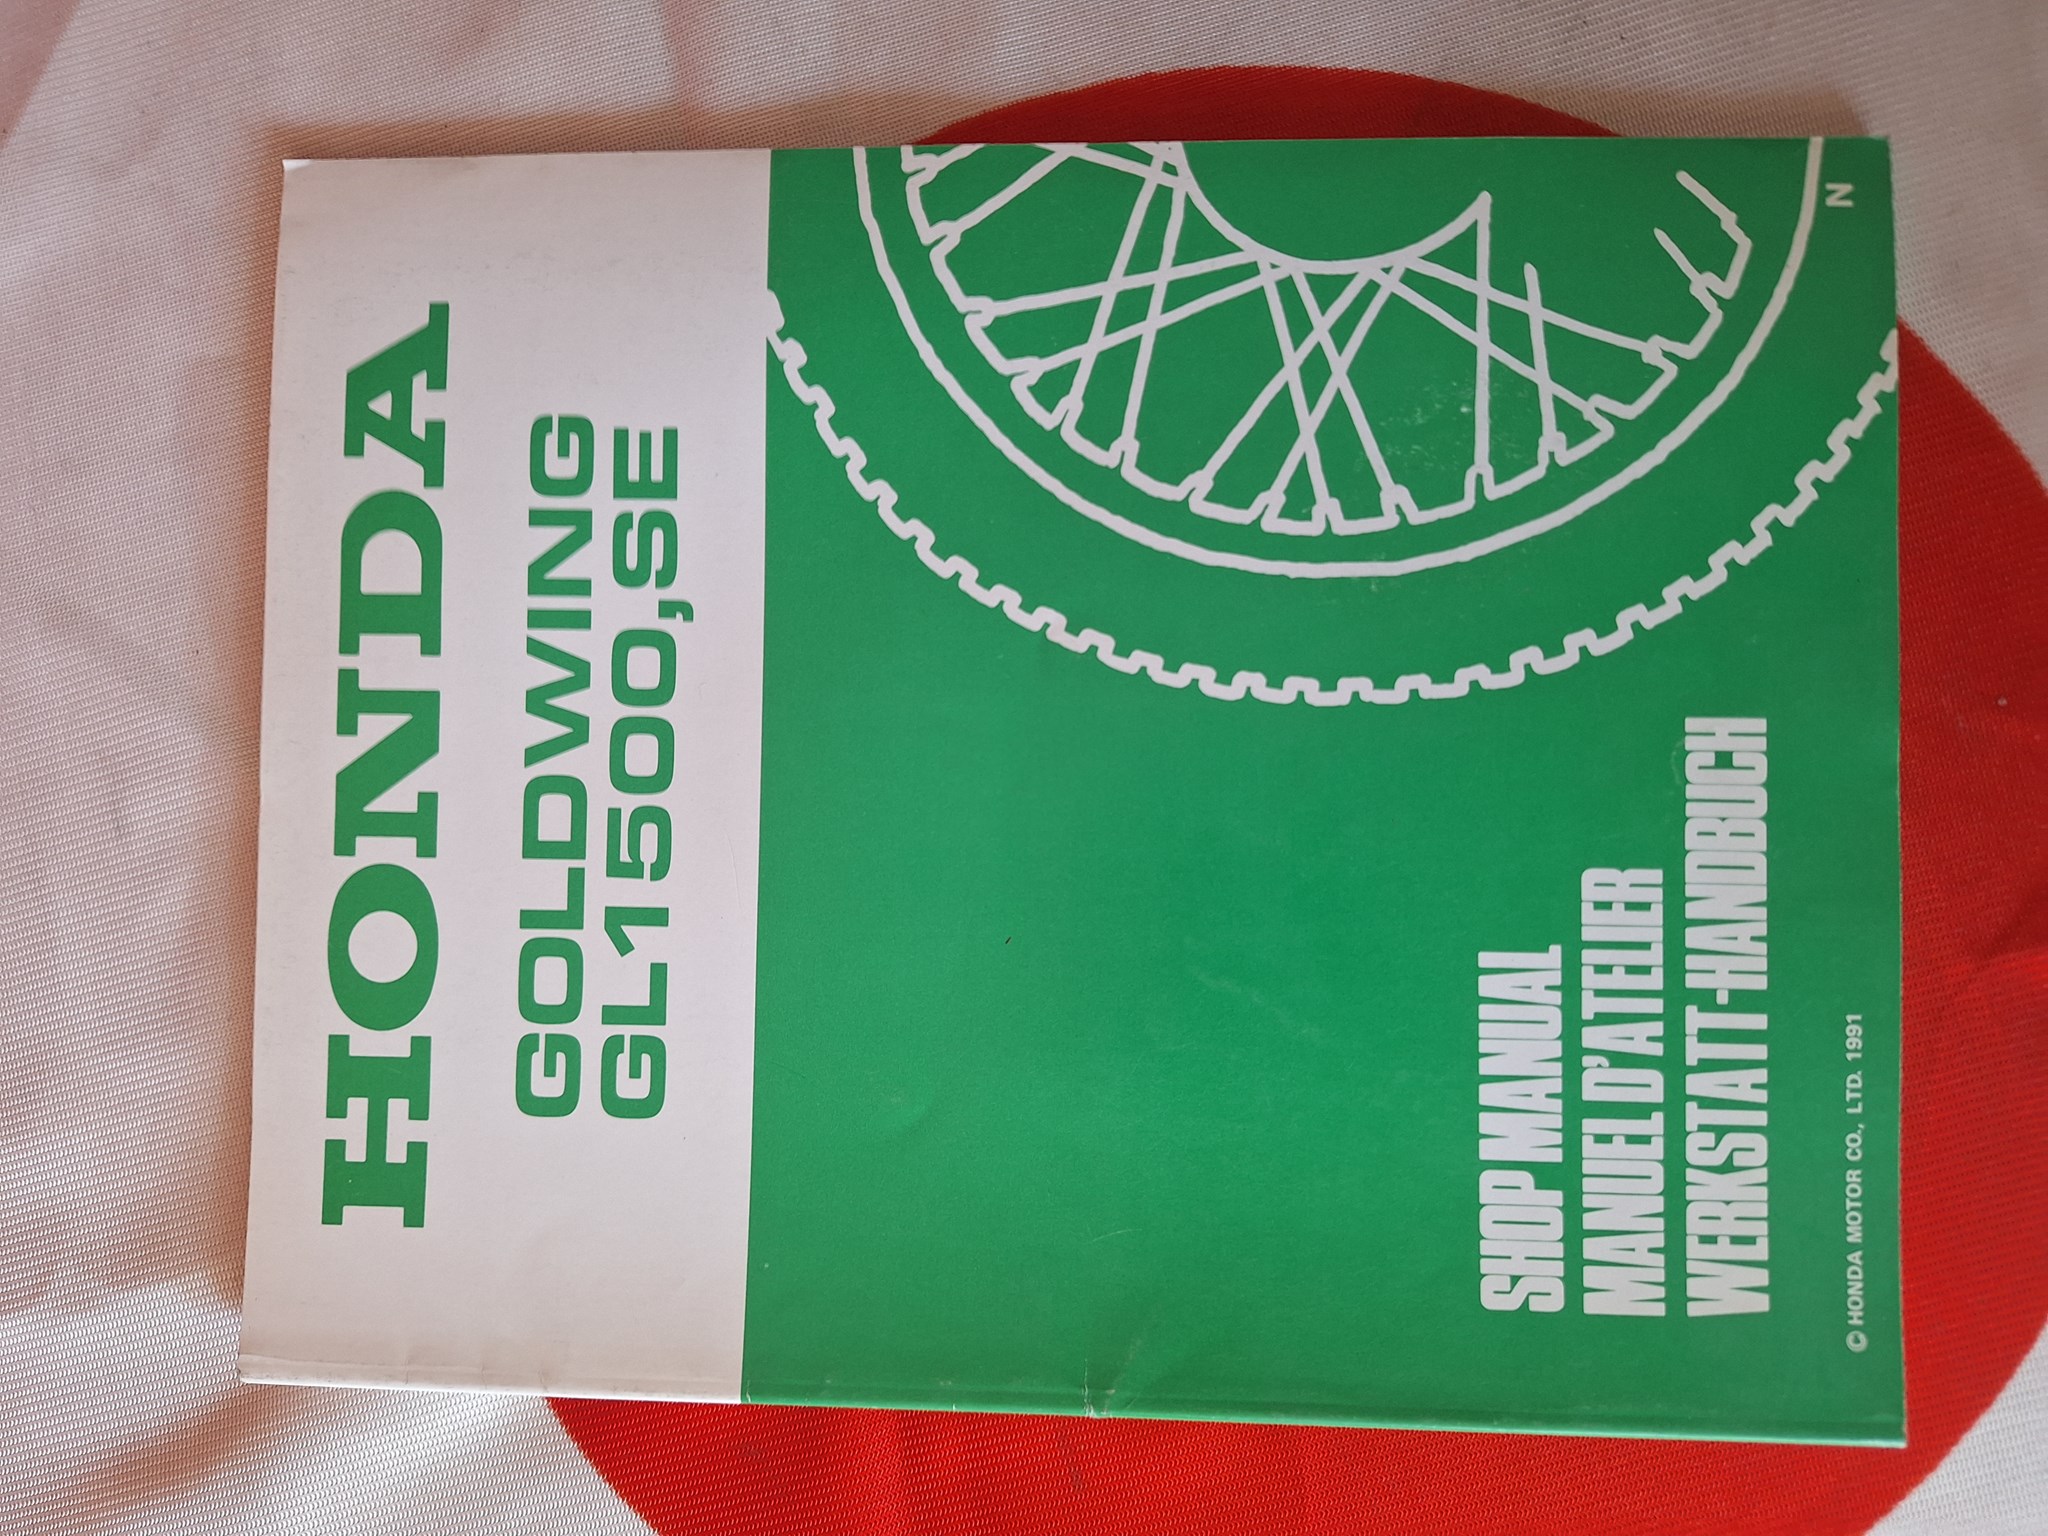 HONDA
GOLDWING
GL1500,SE
SHOP MANUAL
MANUEL D'ATELIER
WERKSTATT-HANDBUCH
© HONDA MOTOR CO., LTD. 1991
N